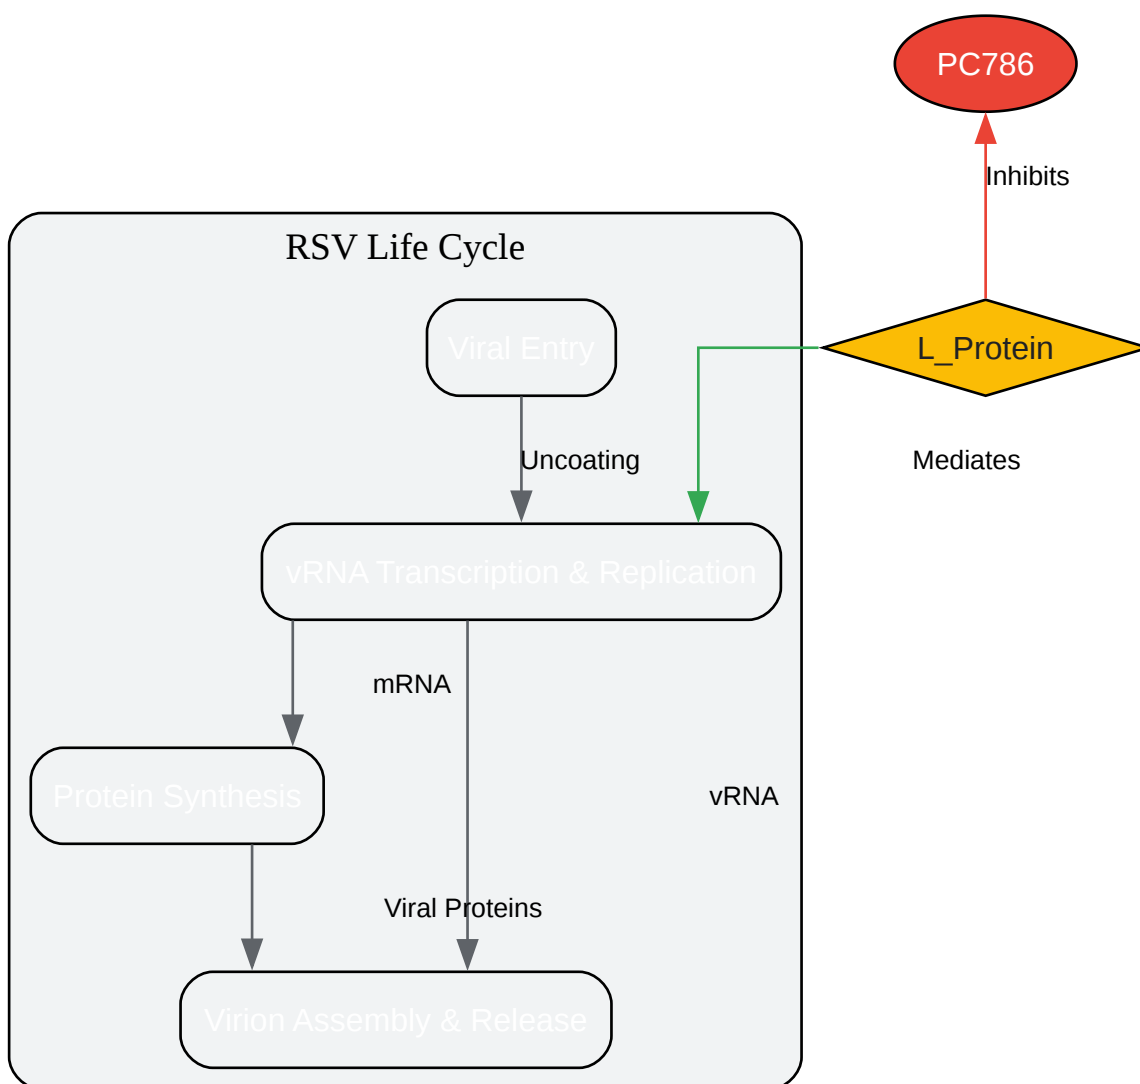 PC786
Inhibits
RSV Life Cycle
Viral Entry
L_Protein
Uncoating
Mediates
vRNA Transcription & Replication
mRNA
Protein Synthesis
vRNA
Viral Proteins
Virion Assembly & Release